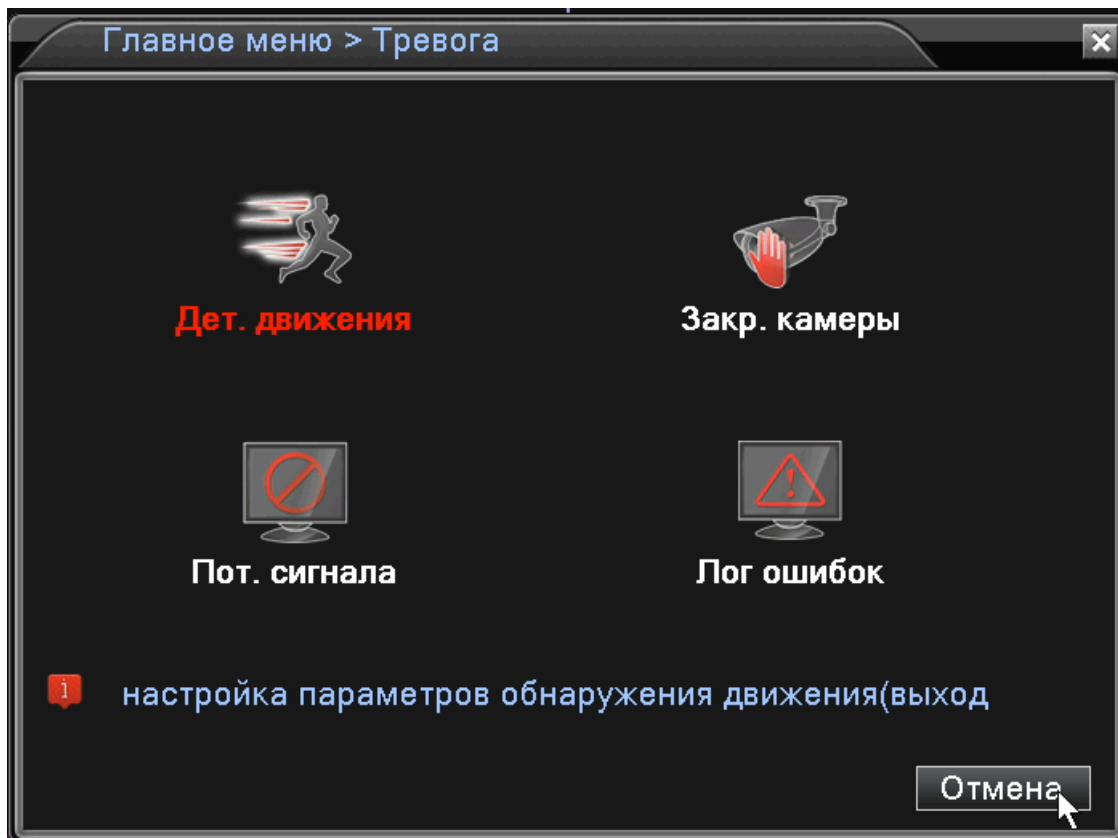 Главное меню > Тревога
Дет. движения
Закр. камеры
Пот. сигнала
Лог ошибок
настройка параметров обнаружения движения(выход
Отмена